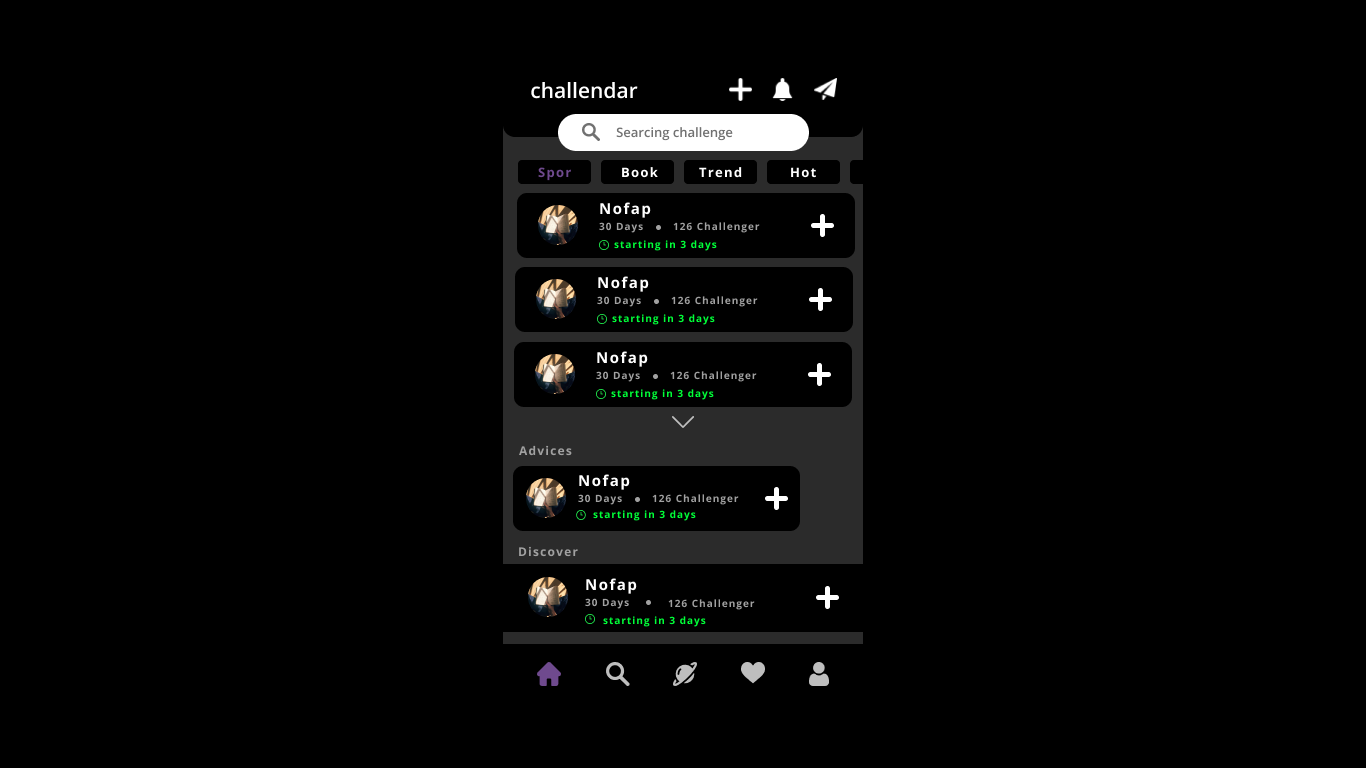 challendar
Searcing challenge
Spor Book Trend Hot
Nofap
30 Days 126 Challenger
starting in 3 days
Nofap
30 Days 126 Challenger
starting in 3 days
Nofap
30 Days 126 Challenger
starting in 3 days
Advices
Nofap
30 Days 126 Challenger
starting in 3 days
Discover
Nofap
30 Days 126 Challenger
starting in 3 days